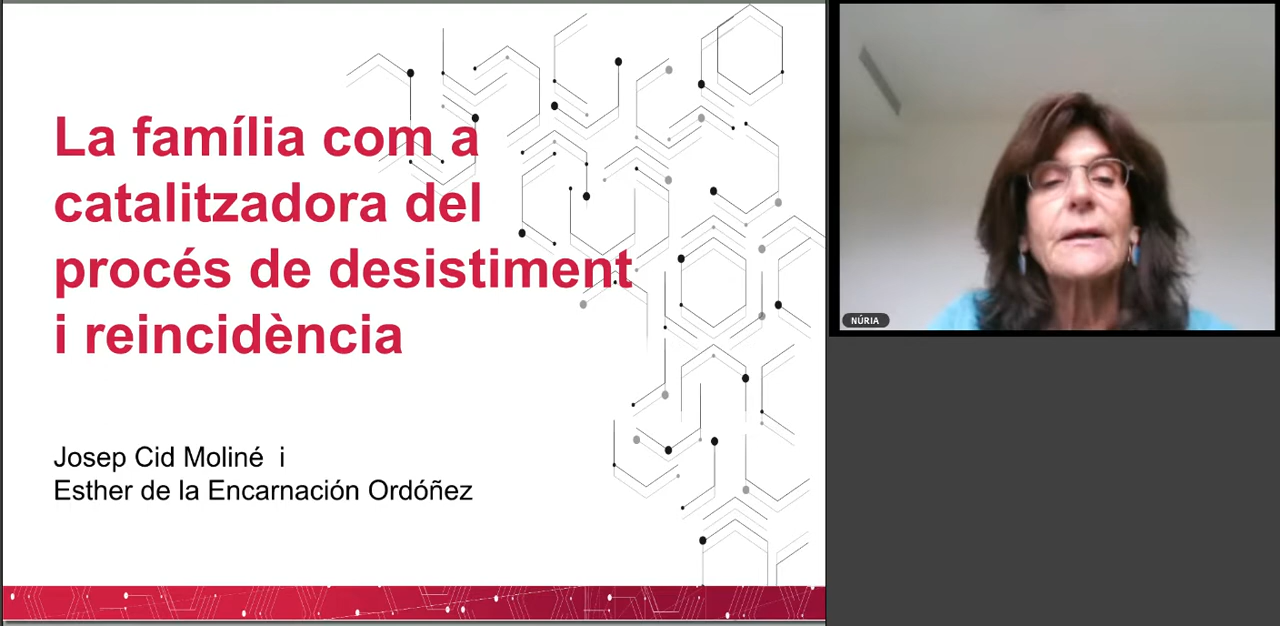 La família com a
catalitzadora del
procés de desistiment
i reincidència
Josep Cid Moliné i
Esther de la Encarnación Ordóñez
NÚRIA